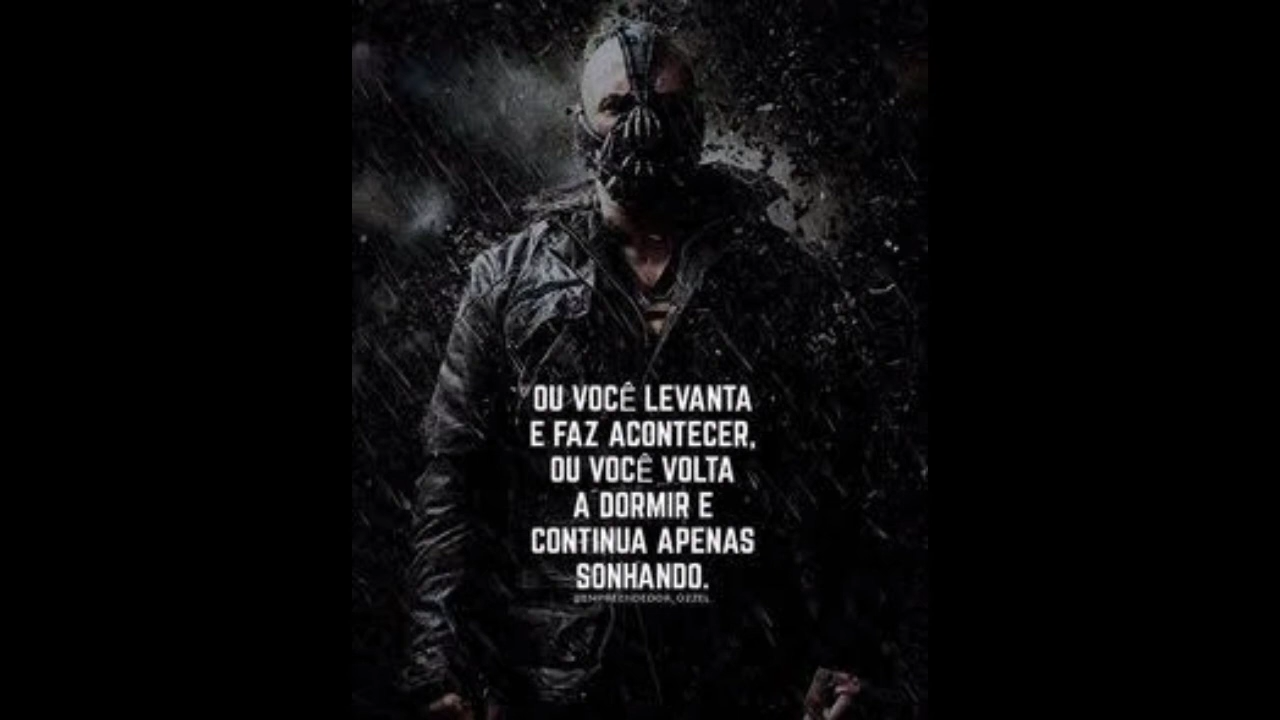 OU VOCÊ LEVANTA
E FAZ ACONTECER,
OU VOCÊ VOLTA
A DORMIR E
CONTINUA APENAS
SONHANDO.